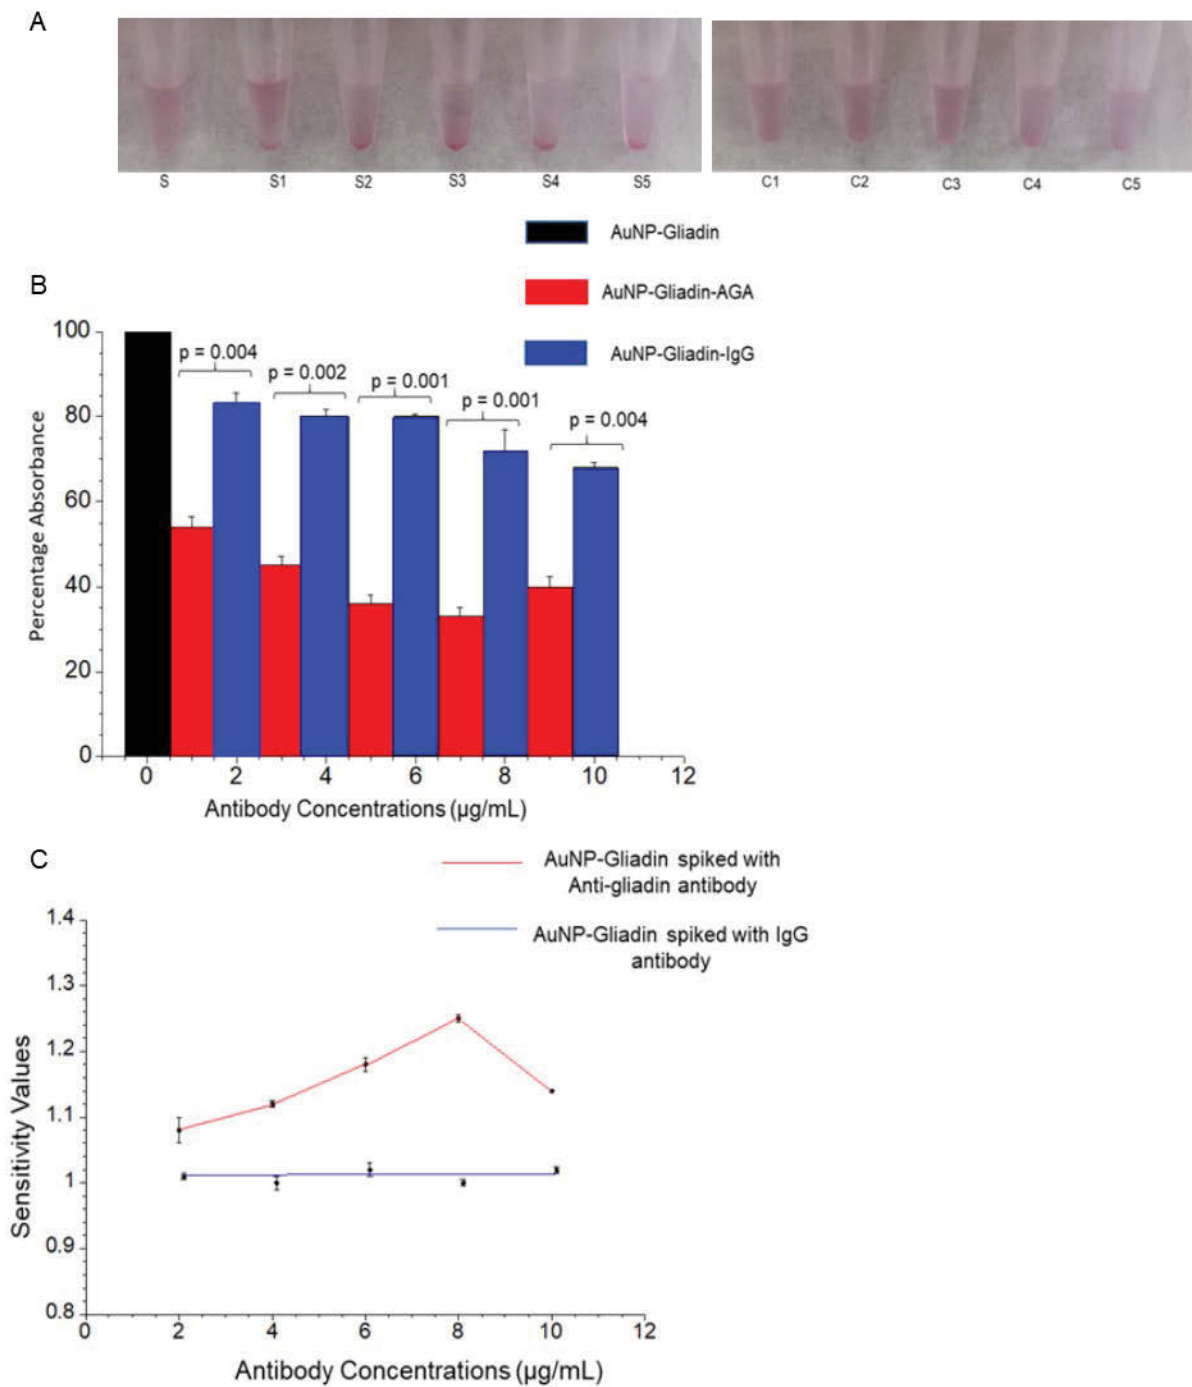 A
S S1 S2 S3 S4 S5 C1 C2 C3 C4 C5
AuNP-Gliadin
AuNP-Gliadin-AGA
AuNP-Gliadin-IgG
B
100
80
60
40
20
0
Percentage Absorbance
p = 0.004
p = 0.002
p = 0.001
p = 0.001
p = 0.004
0 2 4 6 8 10 12
Antibody Concentrations (µg/mL)
C
AuNP-Gliadin spiked with
Anti-gliadin antibody
AuNP-Gliadin spiked with IgG
antibody
1.4
1.3
1.2
1.1
1
0.9
0.8
Sensitivity Values
0 2 4 6 8 10 12
Antibody Concentrations (µg/mL)